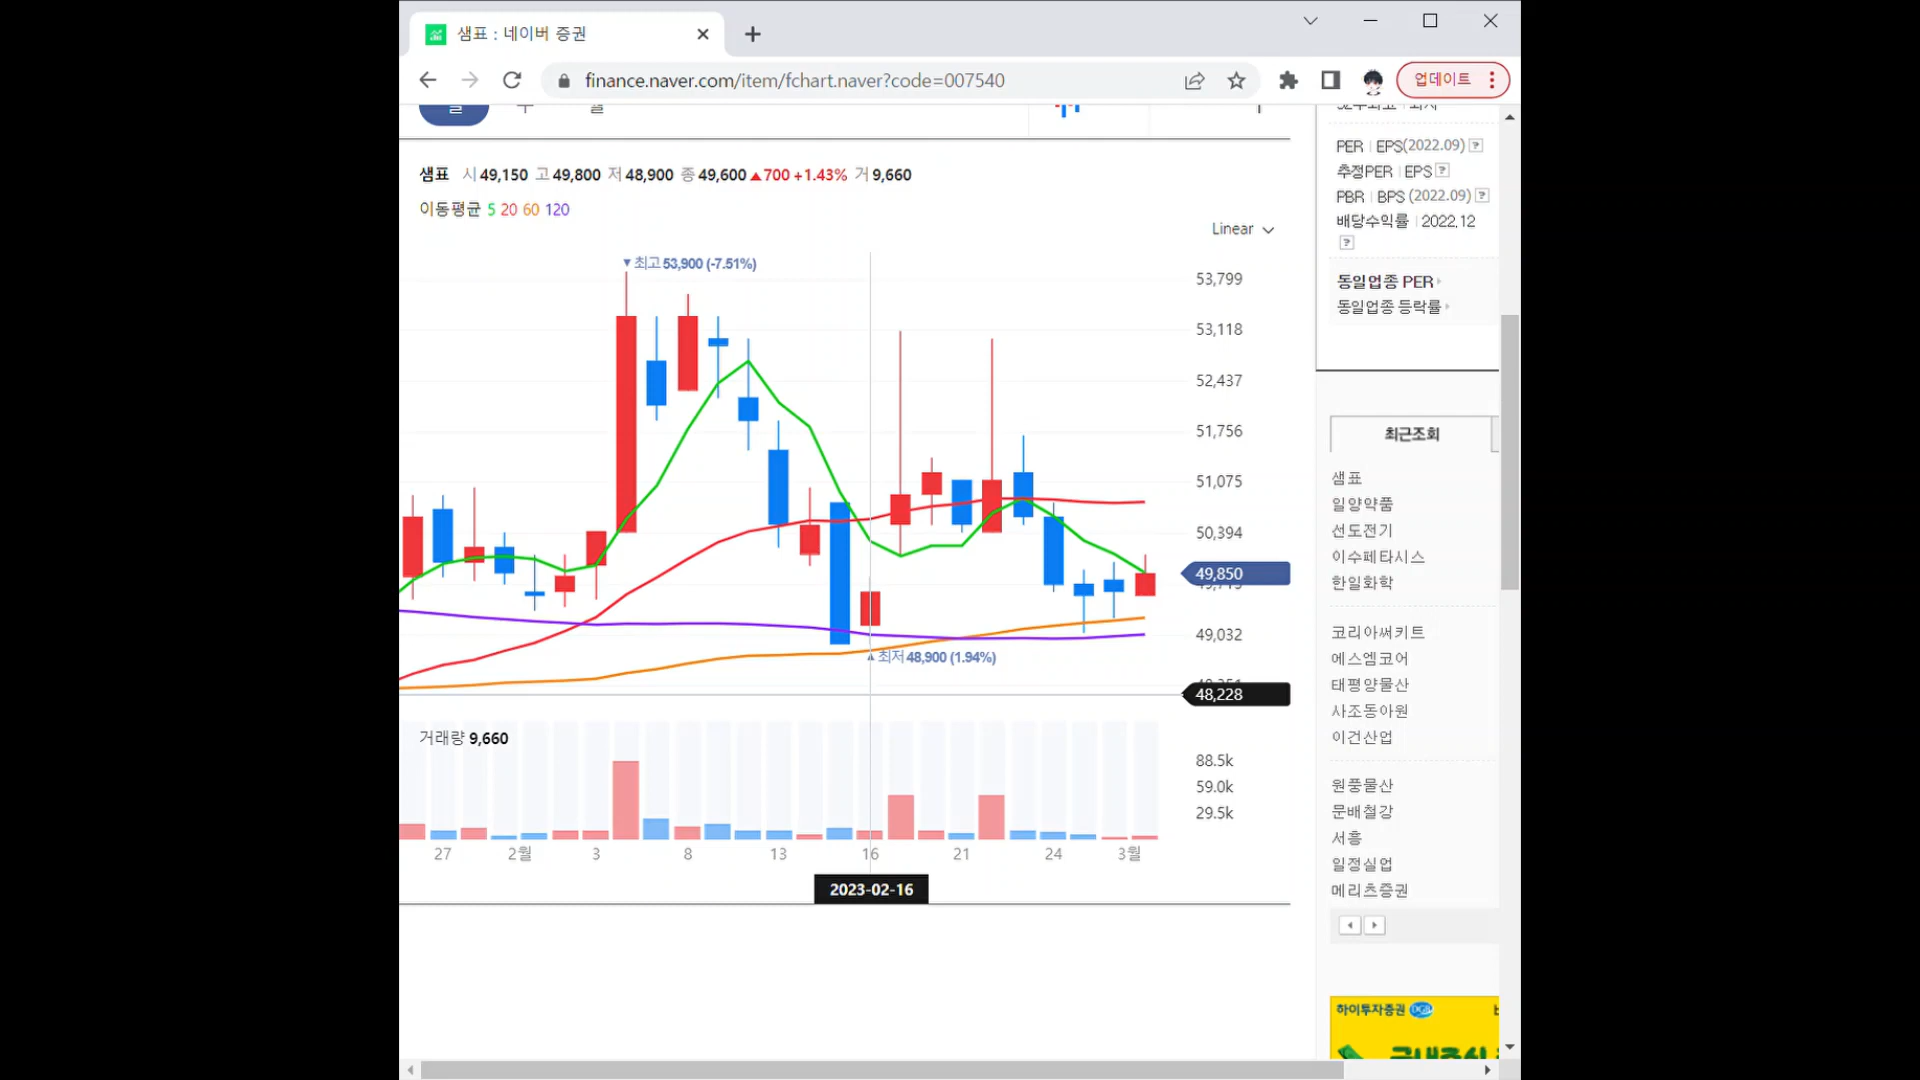 샘표 : 네이버 증권
finance.naver.com/item/fchart.naver?code=007540
업데이트
샘표 시 49,150 고 49,800 저 48,900 종 49,600 ▲700 +1.43% 거 9,660
이동평균 5 20 60 120
Linear
▼최고 53,900 (-7.51%)
53,799
53,118
52,437
51,756
51,075
50,394
49,850
49,032
▲최저 48,900 (1.94%)
48,228
거래량 9,660
88.5k
59.0k
29.5k
27 2월 3 8 13 16 21 24 3월
2023-02-16
PER | EPS(2022.09) ?
추정PER | EPS ?
PBR | BPS (2022.09) ?
배당수익률 | 2022.12
?
동일업종 PER
동일업종 등락률
최근조회
샘표
일양약품
선도전기
이수페타시스
한일화학
코리아써키트
에스엠코어
태평양물산
사조동아원
이건산업
원풍물산
문배철강
서흥
일정실업
메리츠증권
하이투자증권 DGB